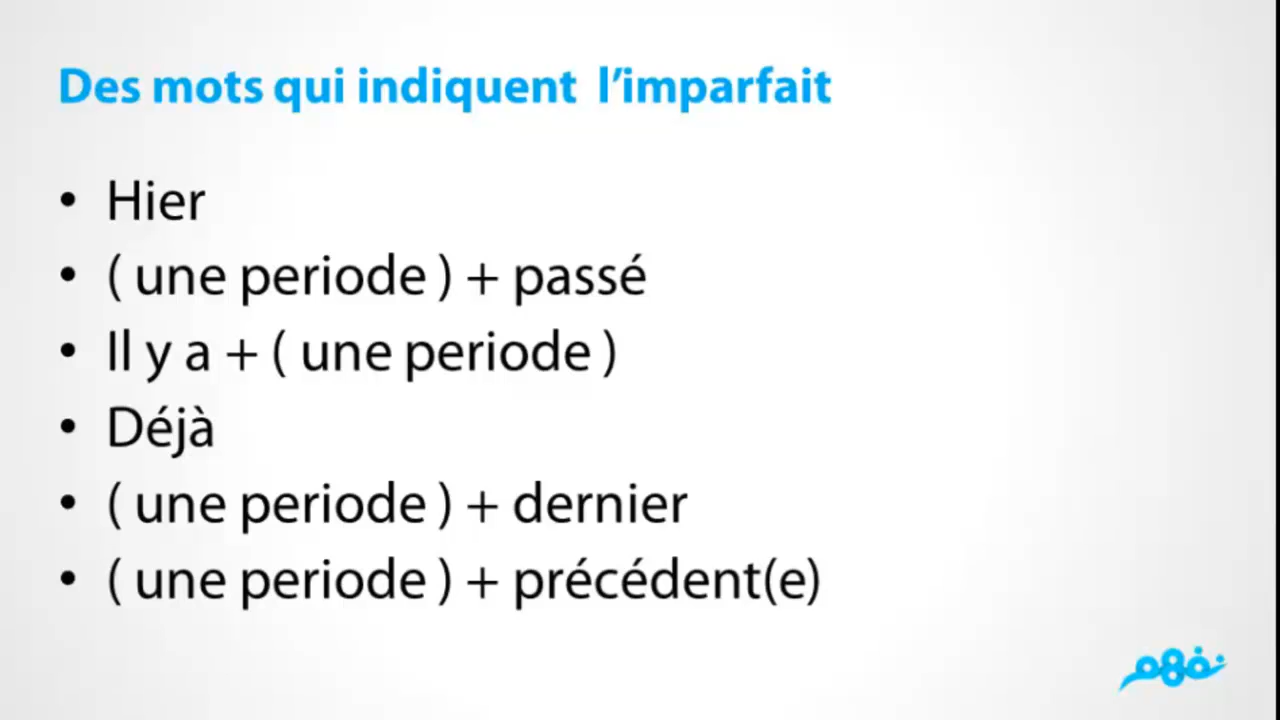 Des mots qui indiquent l’imparfait
• Hier
• ( une periode ) + passé
• Il y a + ( une periode )
• Déjà
• ( une periode ) + dernier
• ( une periode ) + précédent(e)
نفهم